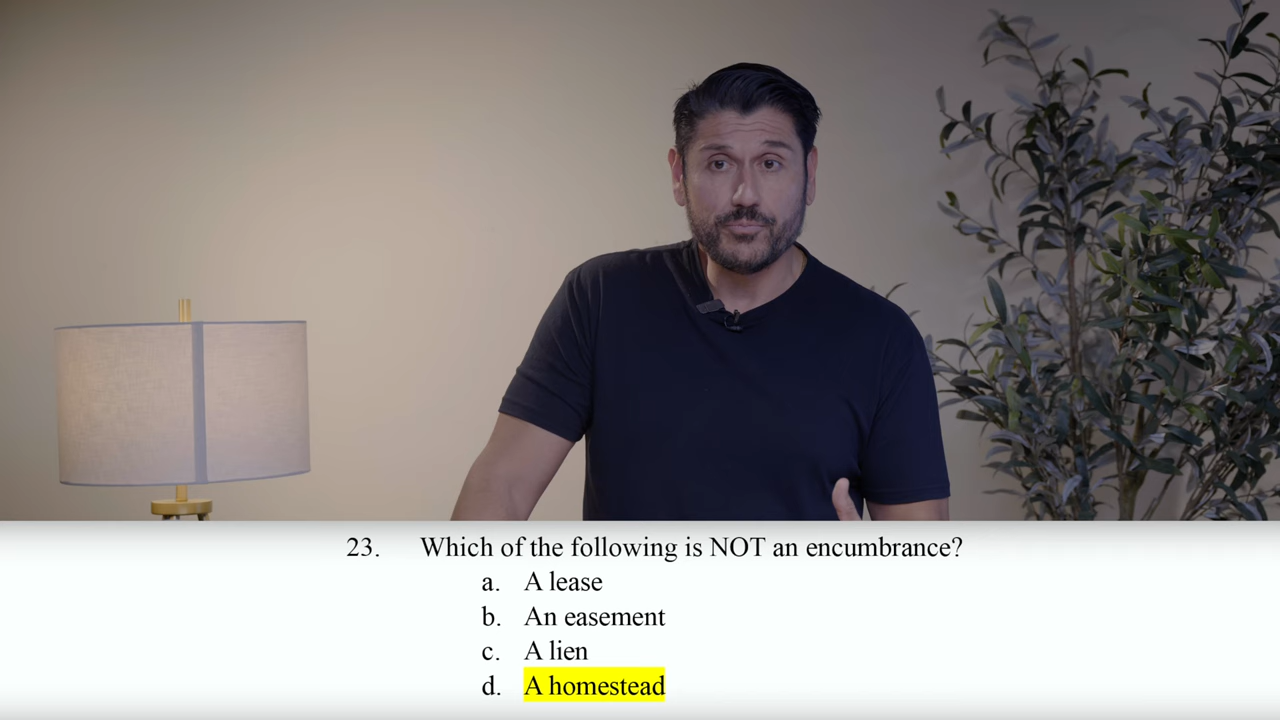 23. Which of the following is NOT an encumbrance?
a. A lease
b. An easement
c. A lien
d. A homestead